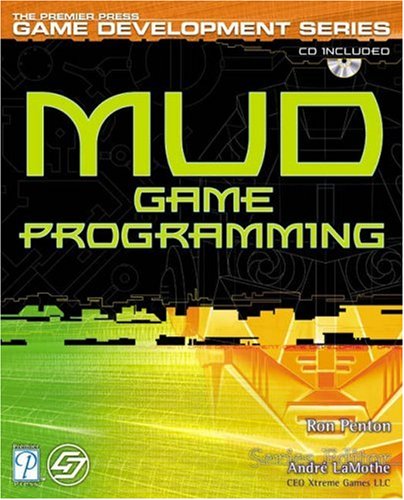 THE PREMIER PRESS
GAME DEVELOPMENT SERIES
CD INCLUDED
MUD
GAME
PROGRAMMING
Ron Penton
Series Editor
André LaMothe
CEO Xtreme Games LLC
P
Press